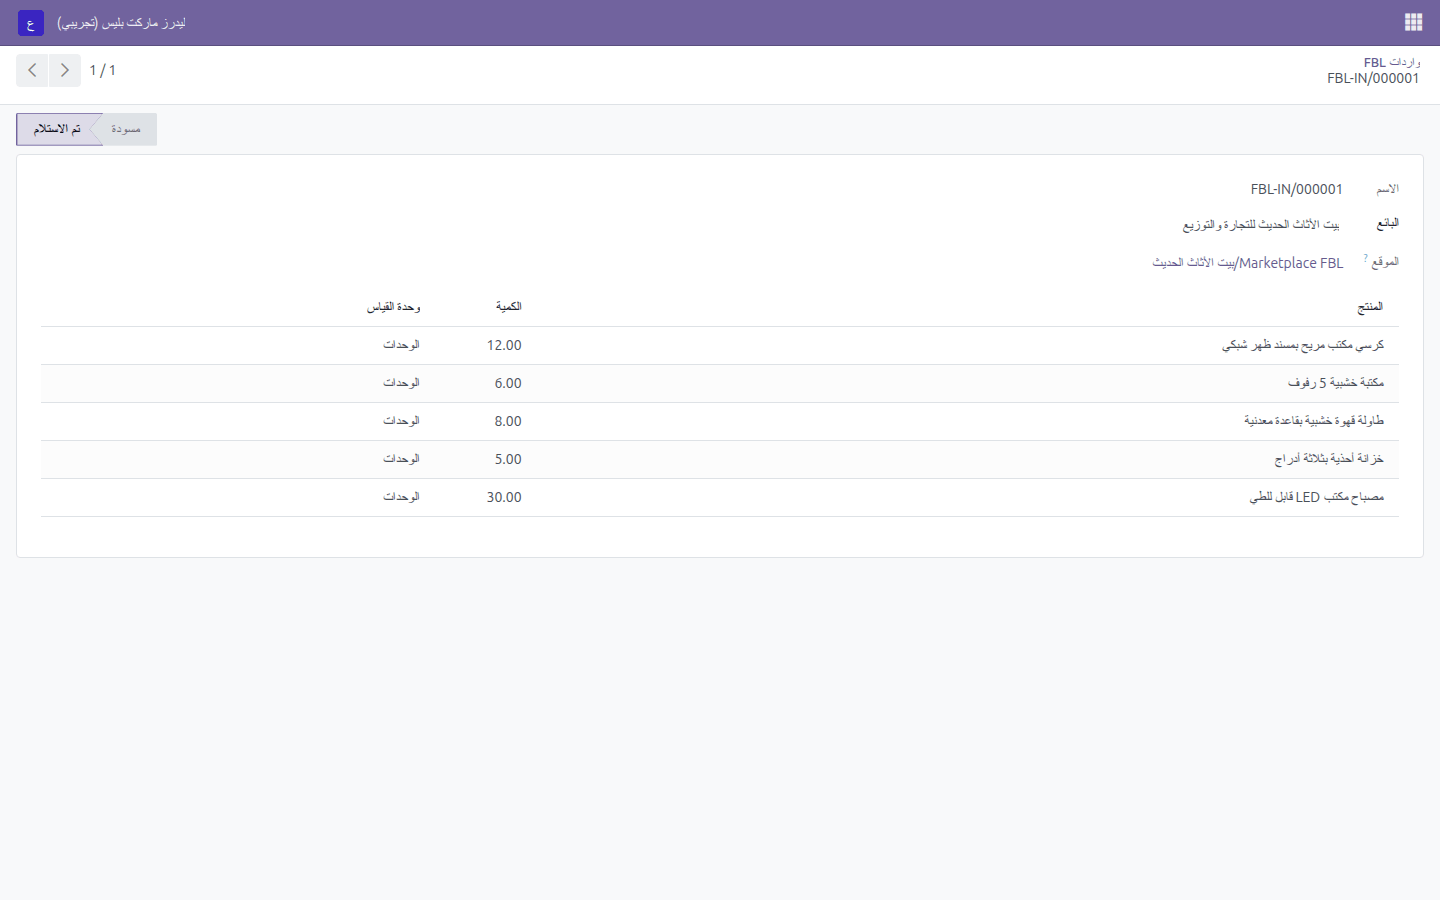 ليدرز ماركت بليس (تجريبي) ع
واردات FBL
FBL-IN/000001
1 / 1
مسودة
تم الاستلام
الاسم FBL-IN/000001
البائع بيت الأثاث الحديث للتجارة والتوزيع
الموقع ? Marketplace FBL/بيت الأثاث الحديث
المنتج الكمية وحدة القياس
كرسي مكتب مريح بمسند ظهر شبكي 12.00 الوحدات
مكتبة خشبية 5 رفوف 6.00 الوحدات
طاولة قهوة خشبية بقاعدة معدنية 8.00 الوحدات
خزانة أحذية بثلاثة أدراج 5.00 الوحدات
مصباح مكتب LED قابل للطي 30.00 الوحدات